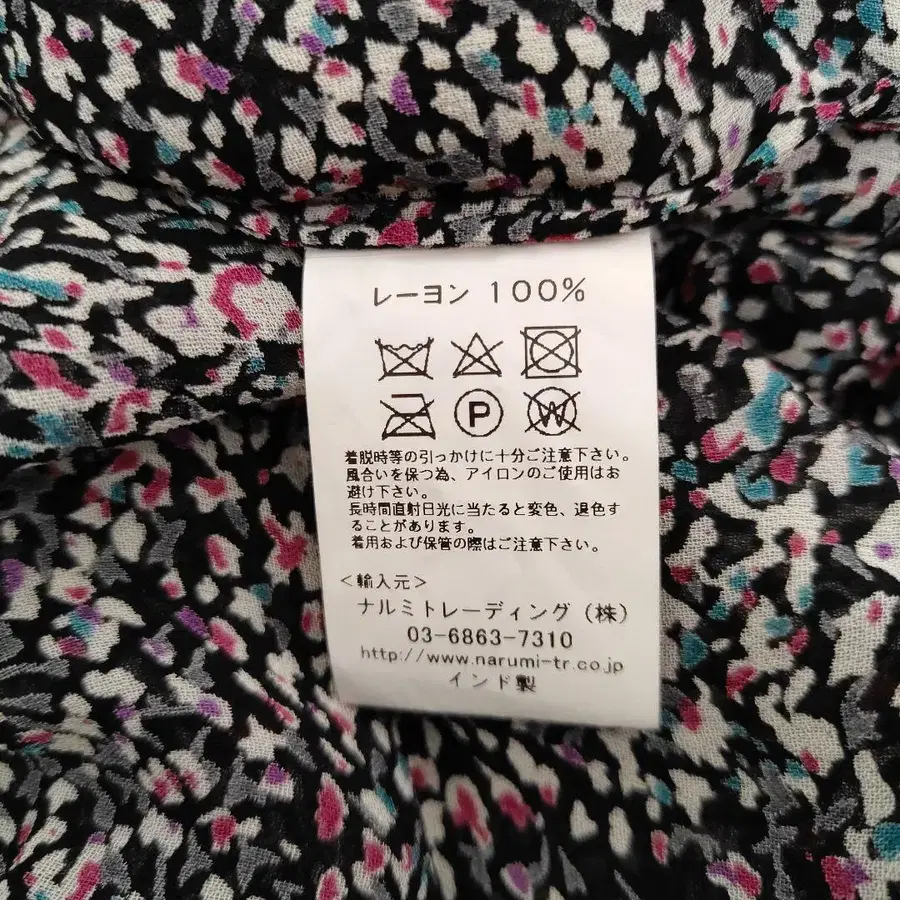 レーヨン 100%
P
W
着脱時等の引っかけに十分ご注意下さい。
風合いを保つ為、アイロンのご使用はお
避け下さい。
長時間直射日光に当たると変色、退色す
ることがあります。
着用および保管の際はご注意下さい。
＜輸入元＞
ナルミトレーディング（株）
03-6863-7310
http://www.narumi-tr.co.jp
インド製